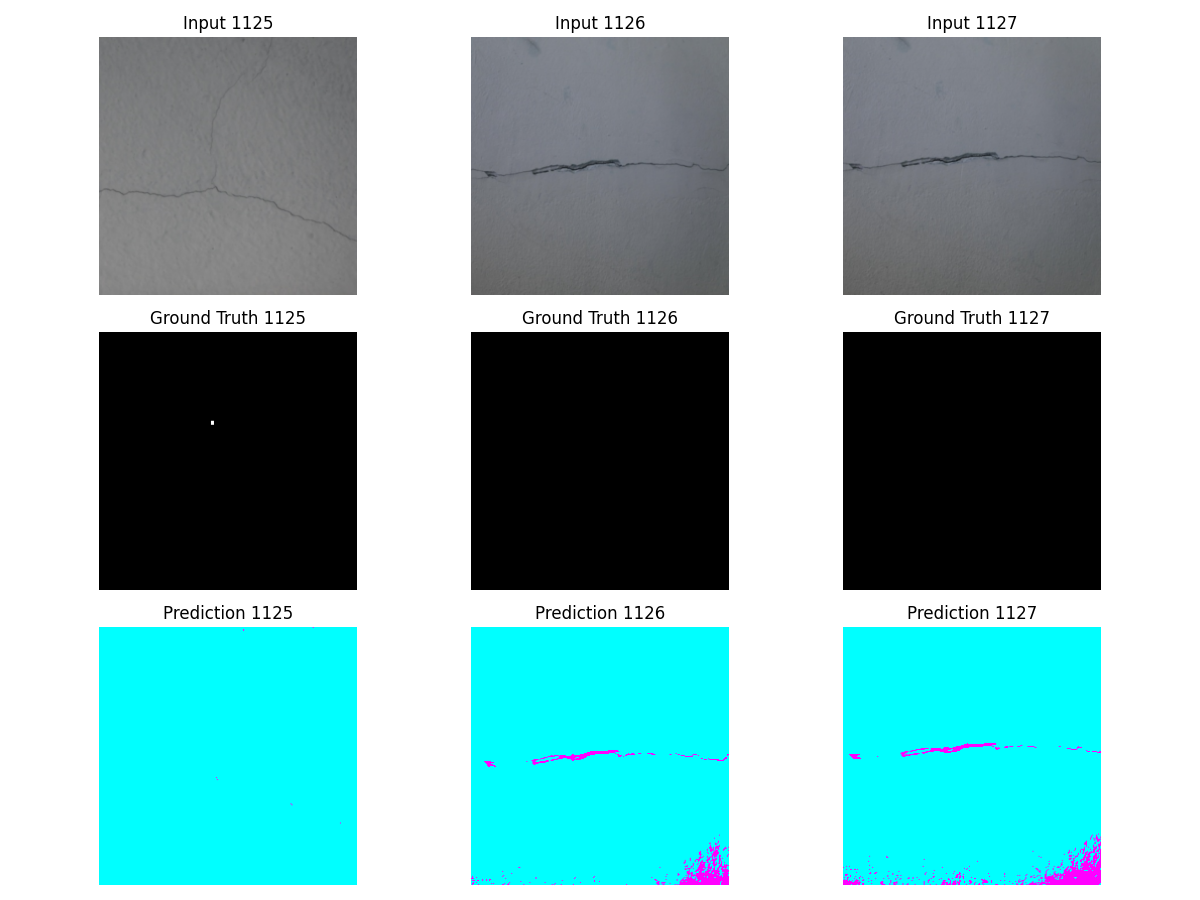 Input 1125
Input 1126
Input 1127
Ground Truth 1125
Ground Truth 1126
Ground Truth 1127
Prediction 1125
Prediction 1126
Prediction 1127